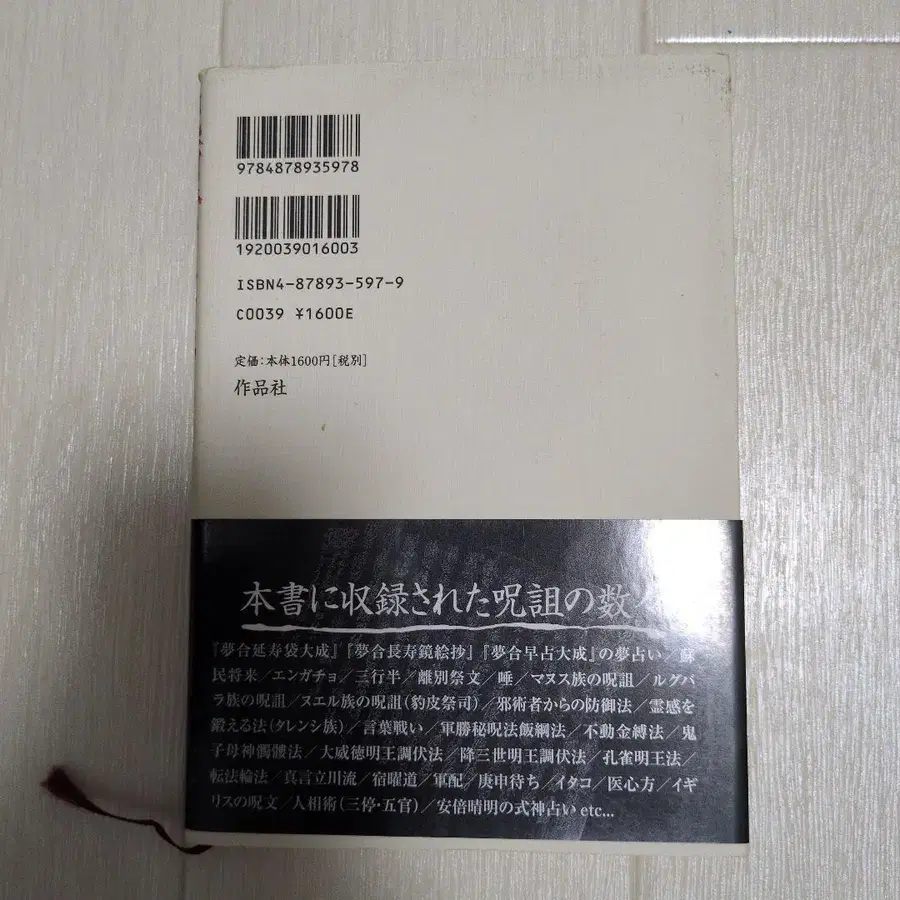 9784878935978
1920039016003
ISBN4-87893-597-9
C0039 ¥1600E
定価:本体1600円[税別]
作品社
本書に収録された呪詛の数々
『夢合延寿袋大成』『夢合長寿鏡絵抄』『夢合早占大成』の夢占い/蘇
民将来/エンガチョ/三行半/離別祭文/唾/マヌス族の呪詛/ルグバ
ラ族の呪詛/ヌエル族の呪詛(豹皮祭司)/邪術者からの防御法/霊感を
鍛える法(タレンシ族)/言葉戦い/軍勝秘呪法飯綱法/不動金縛法/鬼
子母神髑髏法/大威徳明王調伏法/降三世明王調伏法/孔雀明王法/
転法輪法/真言立川流/宿曜道/軍配/庚申待ち/イタコ/医心方/イギ
リスの呪文/人相術(三停・五官)/安倍晴明の式神占い etc...